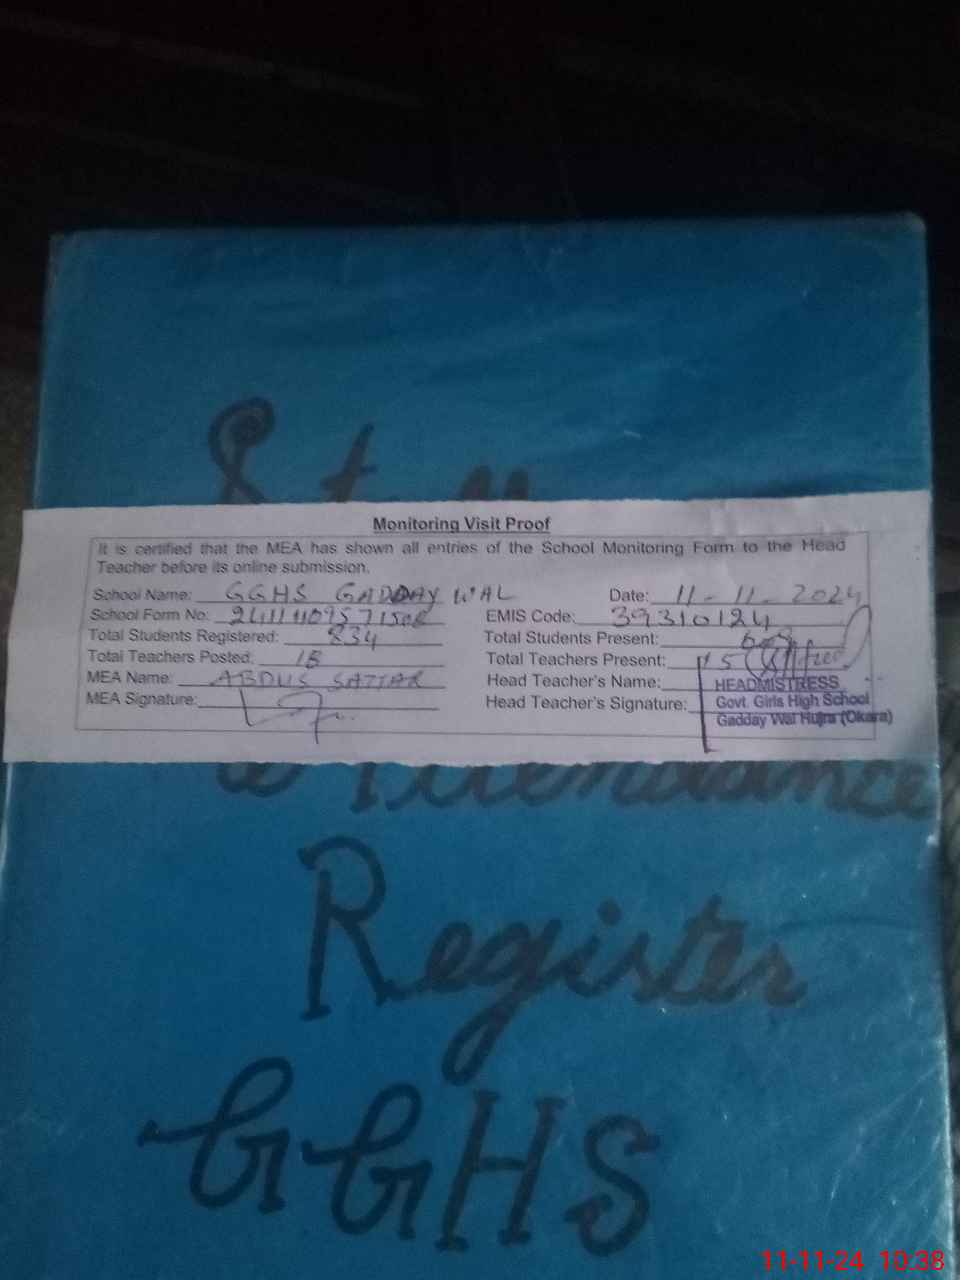 Staff
Monitoring Visit Proof
It is certified that the MEA has shown all entries of the School Monitoring Form to the Head
Teacher before its online submission.
School Name: GGHS GADDAY WAL Date: 11-11-2024
School Form No: EMIS Code: 39310124
Total Students Registered: 834 Total Students Present:
Total Teachers Posted: 18 Total Teachers Present: 15
MEA Name: ABDUS SATTAR Head Teacher's Name:
HEADMISTRESS
MEA Signature: Head Teacher's Signature:
Govt. Girls High School
Gadday Wal Hujra (Okara)
Attendance
Register
GGHS
11-11-24 10:38